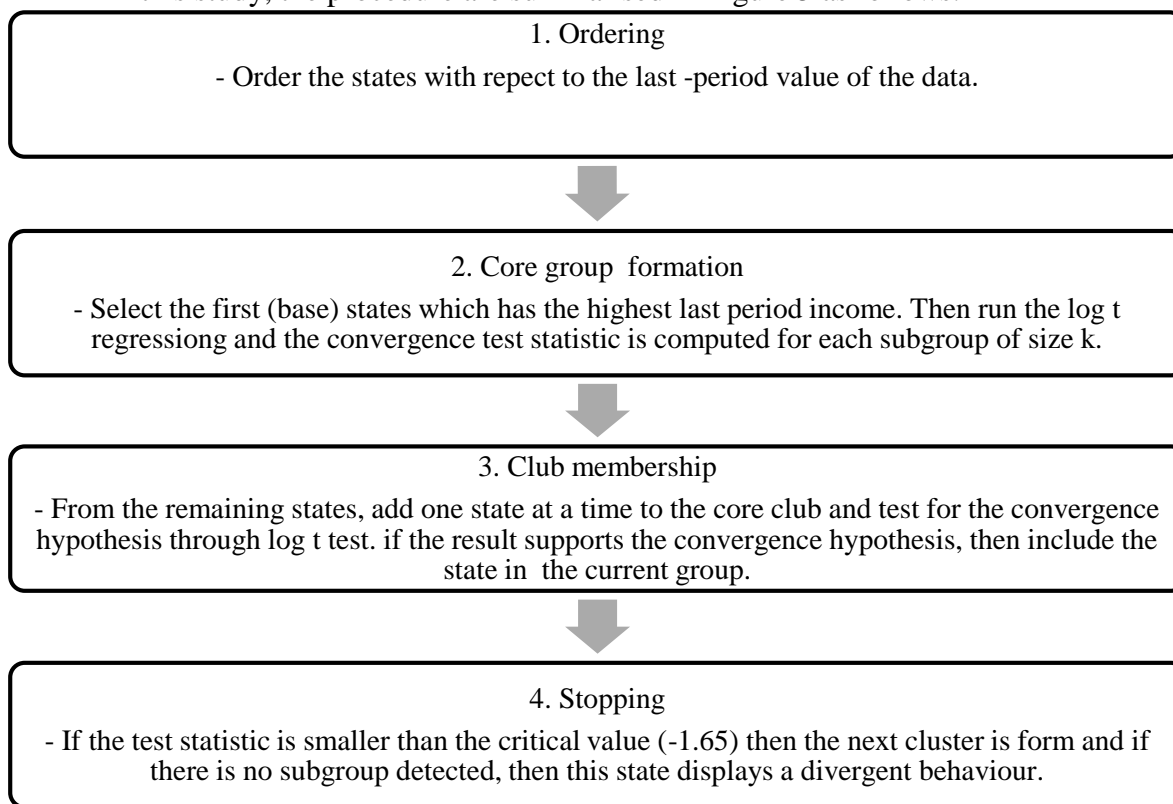 1. Ordering
- Order the states with repect to the last -period value of the data.
2. Core group formation
- Select the first (base) states which has the highest last period income. Then run the log t
regressiong and the convergence test statistic is computed for each subgroup of size k.
3. Club membership
- From the remaining states, add one state at a time to the core club and test for the convergence
hypothesis through log t test. if the result supports the convergence hypothesis, then include the
state in the current group.
4. Stopping
- If the test statistic is smaller than the critical value (-1.65) then the next cluster is form and if
there is no subgroup detected, then this state displays a divergent behaviour.